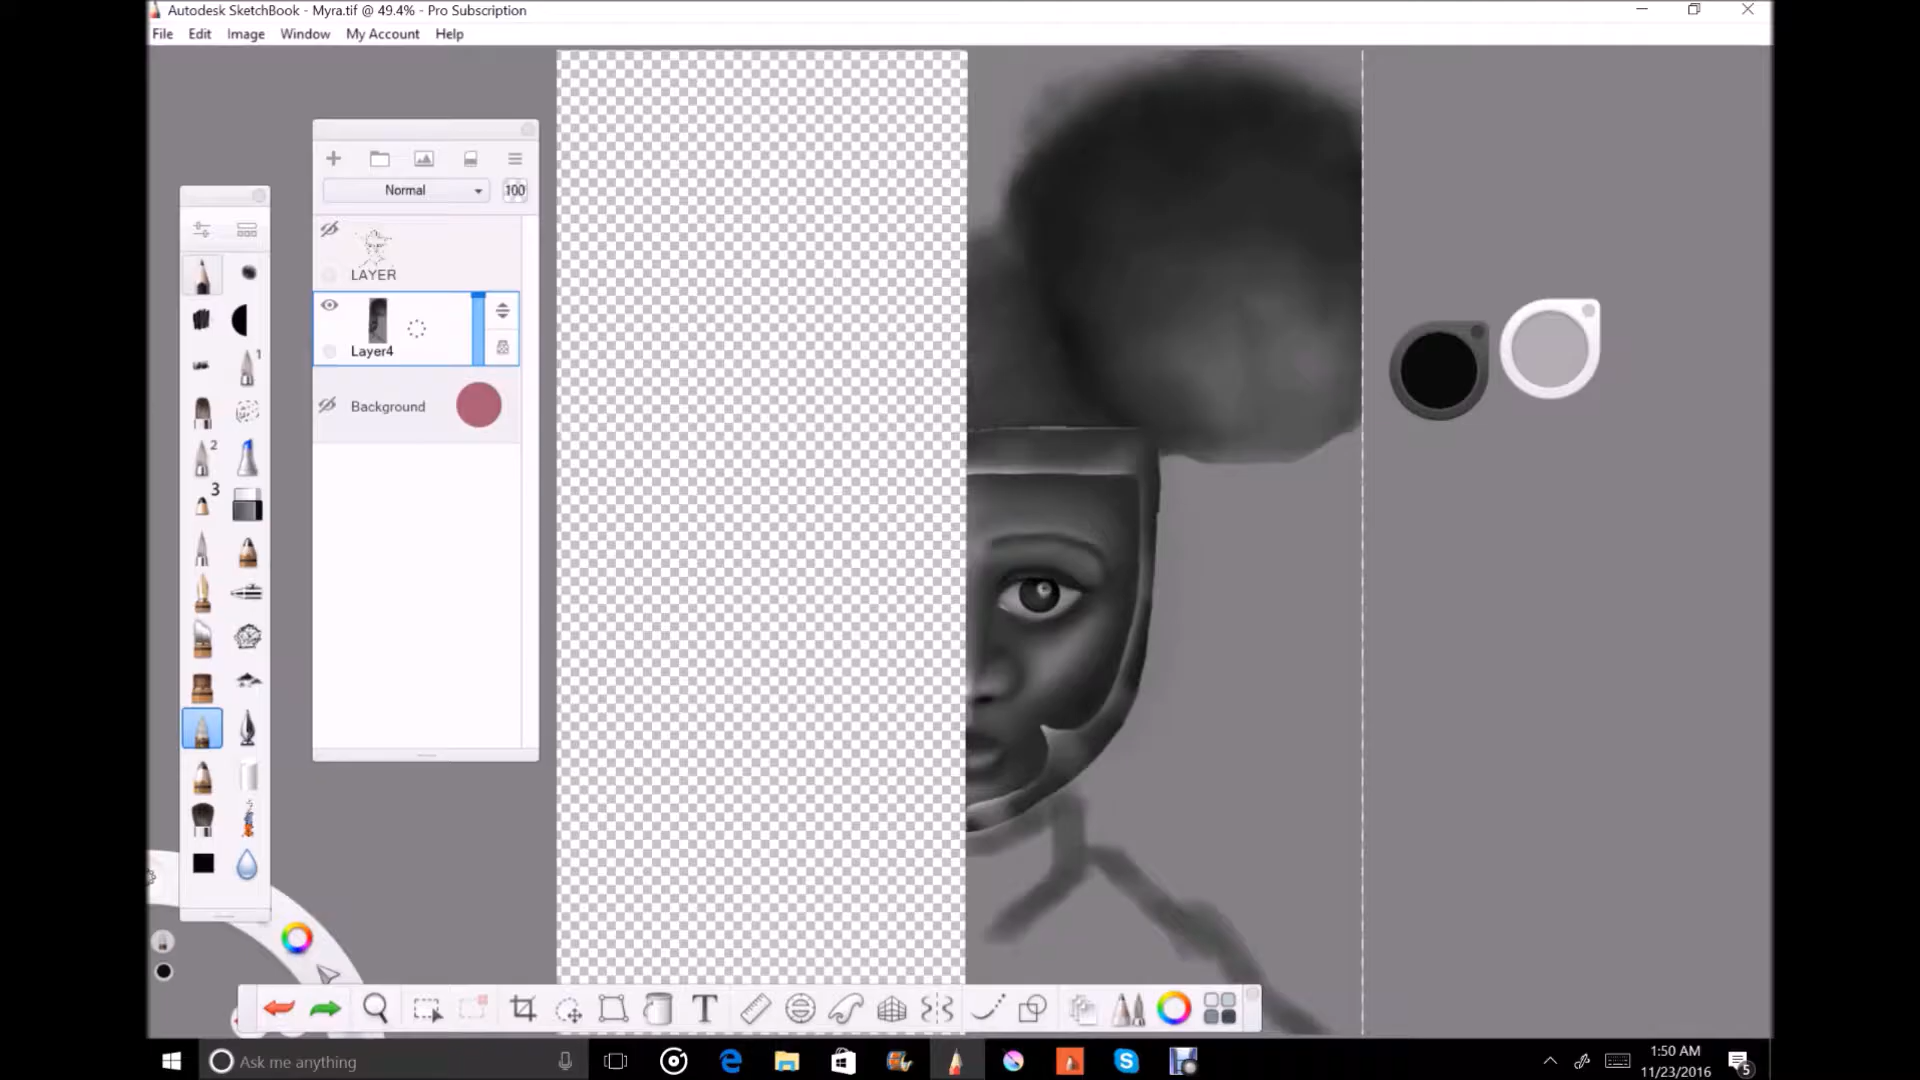 Autodesk SketchBook - Myra.tif @ 49.4% - Pro Subscription
File Edit Image Window My Account Help
Normal 100
LAYER
Layer4
Background
1
2
3
T
Ask me anything
1:50 AM
11/23/2016
5